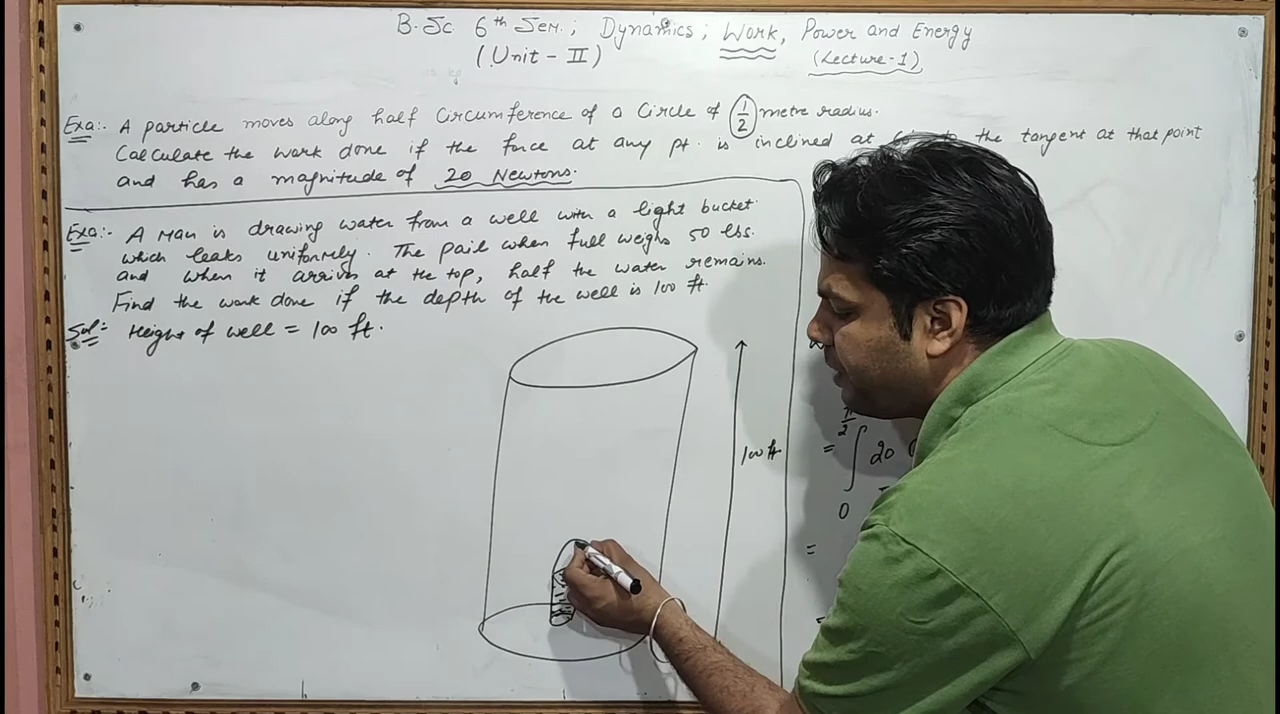 B.Sc. 6th Sem.; Dynamics; Work, Power and Energy
(Unit - II) (Lecture-1)
Exa:- A particle moves along half circumference of a circle of 1/2 metre radius.
Calculate the work done if the force at any pt. is inclined at the tangent at that point
and has a magnitude of 20 Newtons.
Exa:- A Man is drawing water from a well with a light bucket
which leaks uniformly. The pail when full weighs 50 lbs.
and when it arrives at the top, half the water remains.
Find the work done if the depth of the well is 100 ft.
Sol:- Height of well = 100 ft.
100 ft
π/2
= ∫ 20
0
=